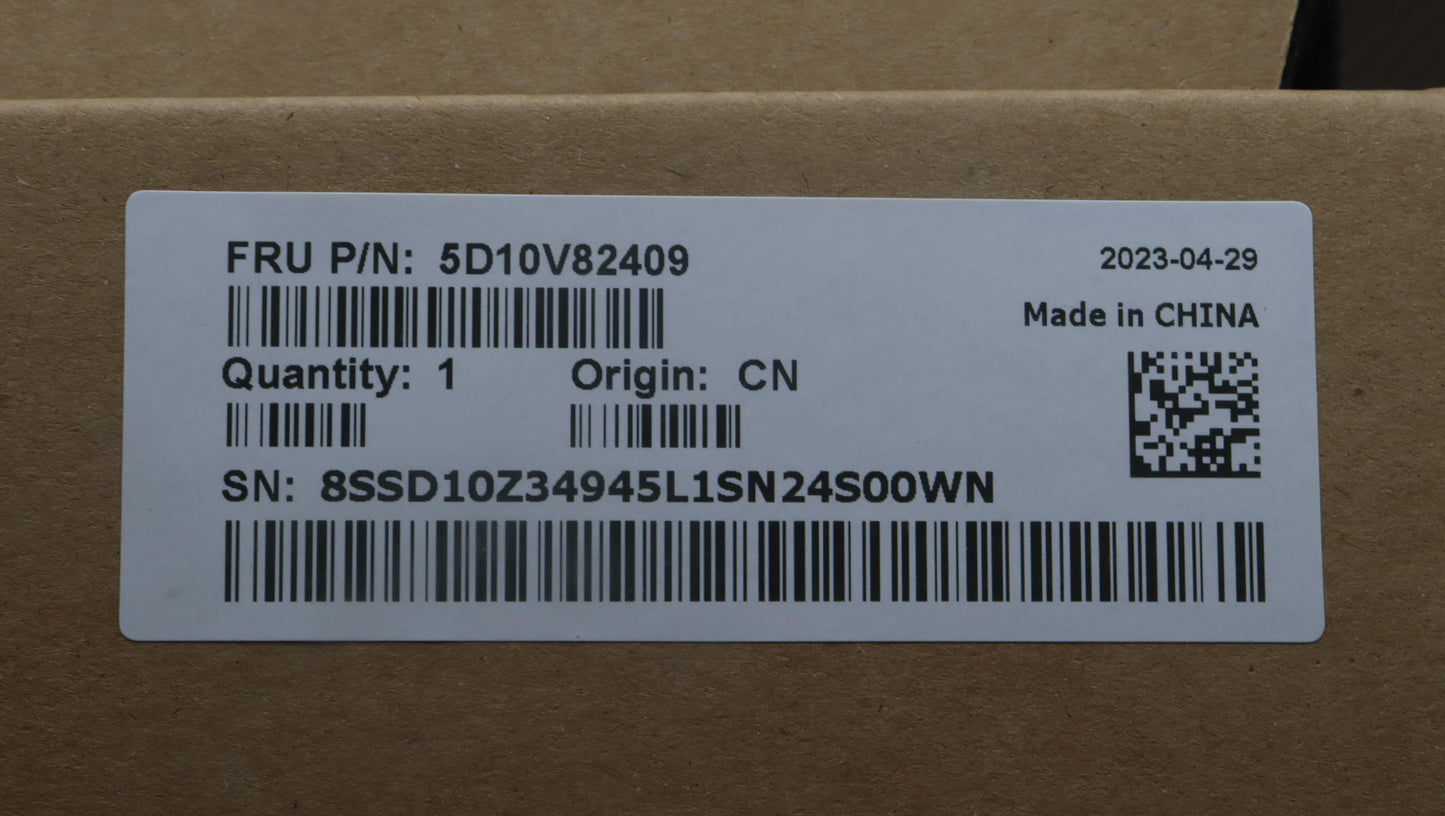 FRU P/N: 5D10V82409
2023-04-29
Made in CHINA
Quantity: 1
Origin: CN
SN: 8SSD10Z34945L1SN24S00WN